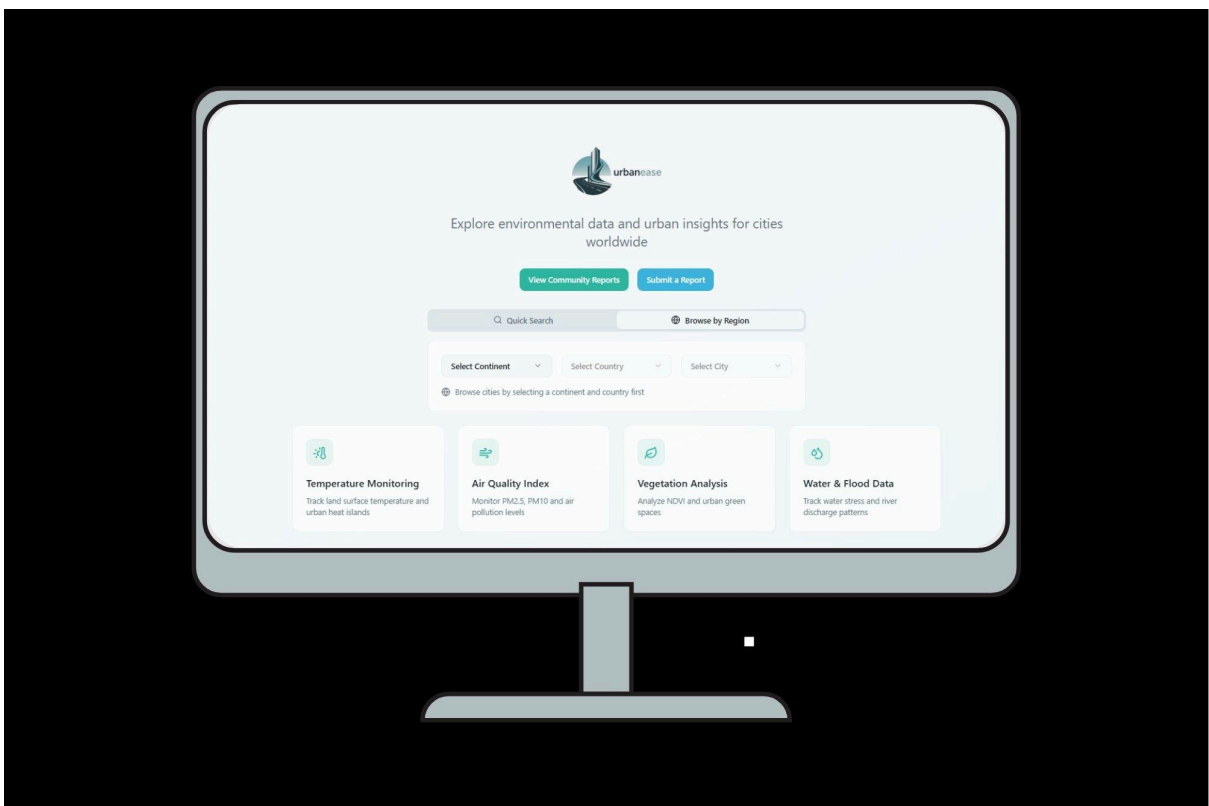 urbanease
Explore environmental data and urban insights for cities
worldwide
View Community Reports
Submit a Report
Quick Search
Browse by Region
Select Continent
Select Country
Select City
Browse cities by selecting a continent and country first
Temperature Monitoring
Track land surface temperature and
urban heat islands
Air Quality Index
Monitor PM2.5, PM10 and air
pollution levels
Vegetation Analysis
Analyze NDVI and urban green
spaces
Water & Flood Data
Track water stress and river
discharge patterns